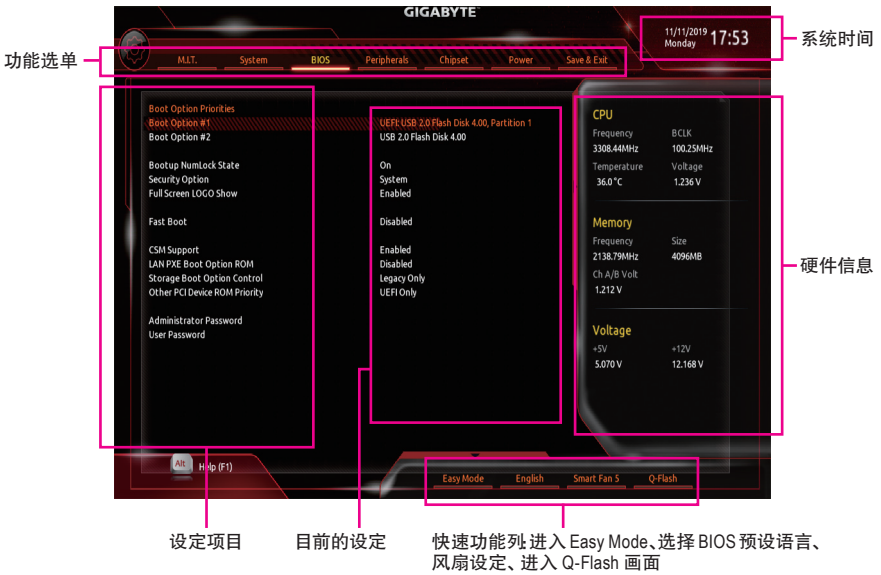 GIGABYTE
11/11/2019
Monday
17:53
系统时间
功能选单
M.I.T.
System
BIOS
Peripherals
Chipset
Power
Save & Exit
Boot Option Priorities
Boot Option #1
UEFI: USB 2.0 Flash Disk 4.00, Partition 1
Boot Option #2
USB 2.0 Flash Disk 4.00
Bootup NumLock State
On
Security Option
System
Full Screen LOGO Show
Enabled
Fast Boot
Disabled
CSM Support
Enabled
LAN PXE Boot Option ROM
Disabled
Storage Boot Option Control
Legacy Only
Other PCI Device ROM Priority
UEFI Only
Administrator Password
User Password
CPU
Frequency
BCLK
3308.44MHz
100.25MHz
Temperature
Voltage
36.0 °C
1.236 V
Memory
Frequency
Size
2138.79MHz
4096MB
Ch A/B Volt
1.212 V
Voltage
+5V
+12V
5.070 V
12.168 V
硬件信息
Alt
Help (F1)
Easy Mode
English
Smart Fan 5
Q-Flash
设定项目
目前的设定
快速功能列:进入 Easy Mode、选择 BIOS 预设语言、
风扇设定、进入 Q-Flash 画面